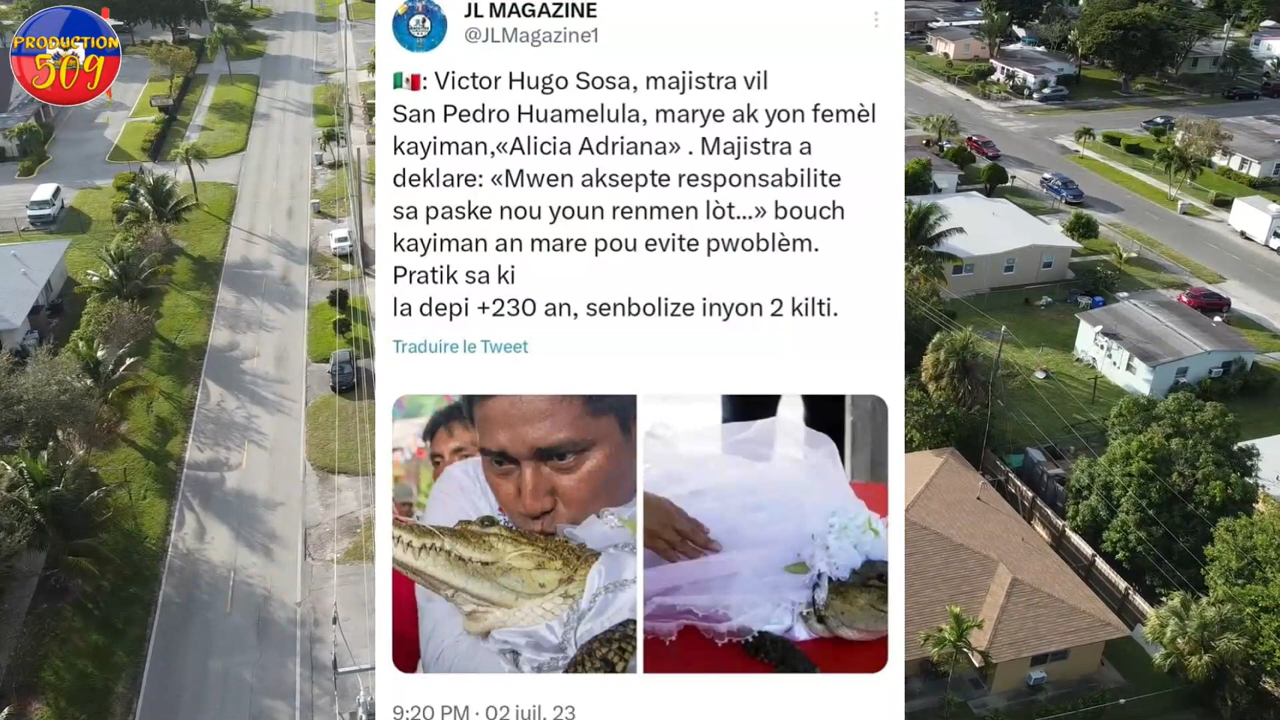 PRODUCTION
509
JL MAGAZINE
@JLMagazine1
🇲🇽: Victor Hugo Sosa, majistra vil
San Pedro Huamelula, marye ak yon femèl
kayiman,«Alicia Adriana» . Majistra a
deklare: «Mwen aksepte responsabilite
sa paske nou youn renmen lòt...» bouch
kayiman an mare pou evite pwoblèm.
Pratik sa ki
la depi +230 an, senbolize inyon 2 kilti.
Traduire le Tweet
9:20 PM · 02 juil. 23